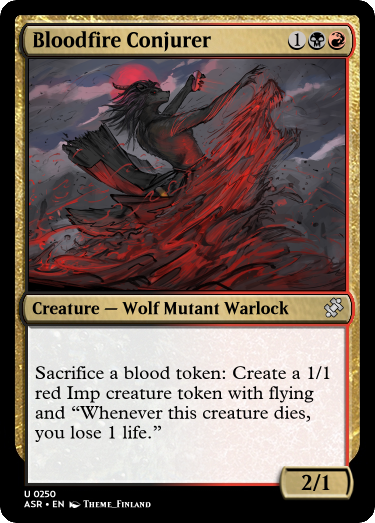 Bloodfire Conjurer 1
Creature — Wolf Mutant Warlock
Sacrifice a blood token: Create a 1/1
red Imp creature token with flying
and “Whenever this creature dies,
you lose 1 life.”
2/1
U 0250
ASR • EN Theme_Finland